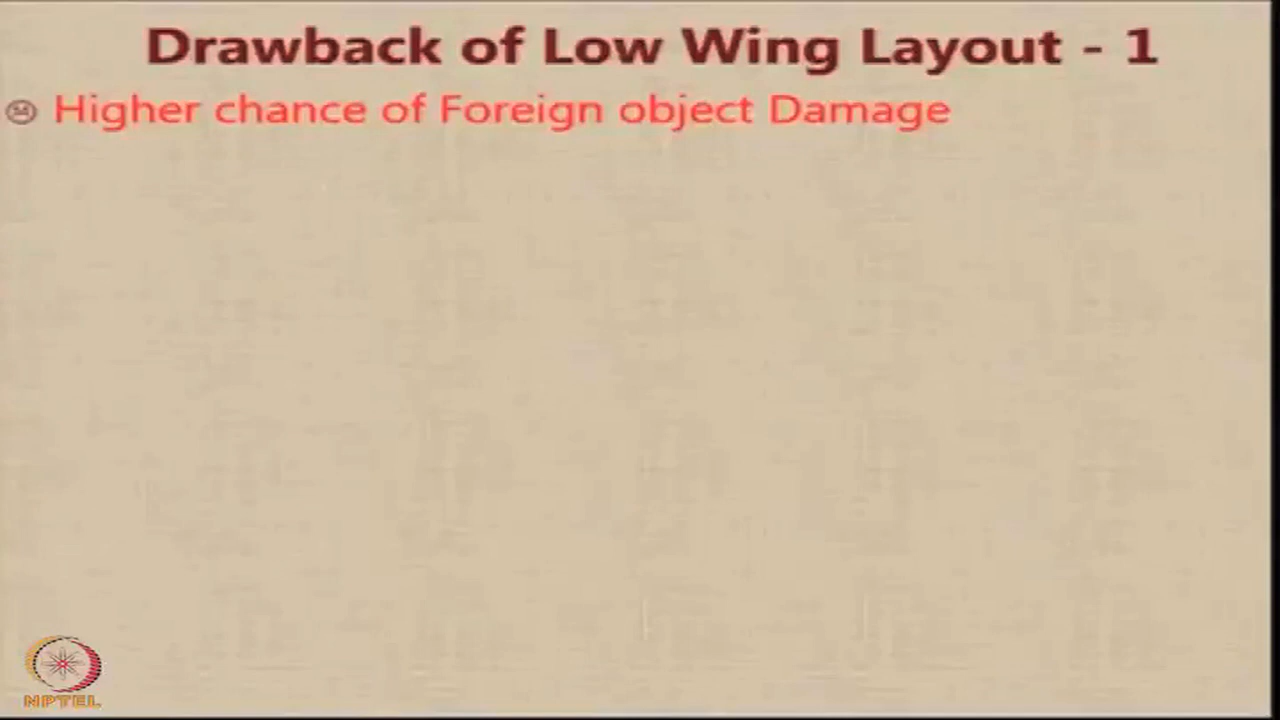 Drawback of Low Wing Layout - 1
Higher chance of Foreign object Damage
NPTEL